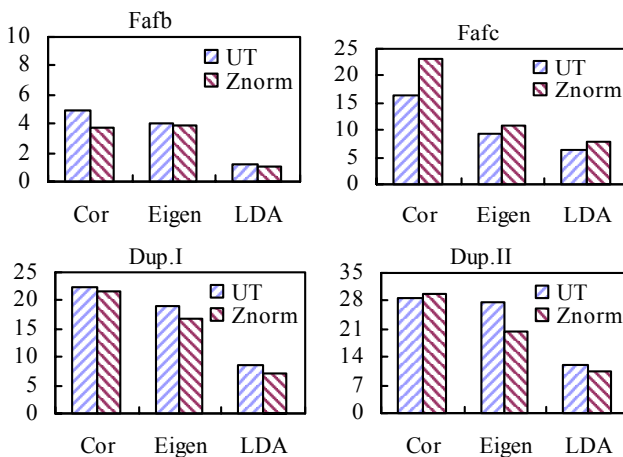 Fafb
10
8
6
4
2
0
UT
Znorm
Cor Eigen LDA
Fafc
25
20
15
10
5
0
UT
Znorm
Cor Eigen LDA
Dup.I
25
20
15
10
5
0
UT
Znorm
Cor Eigen LDA
Dup.II
35
28
21
14
7
0
UT
Znorm
Cor Eigen LDA